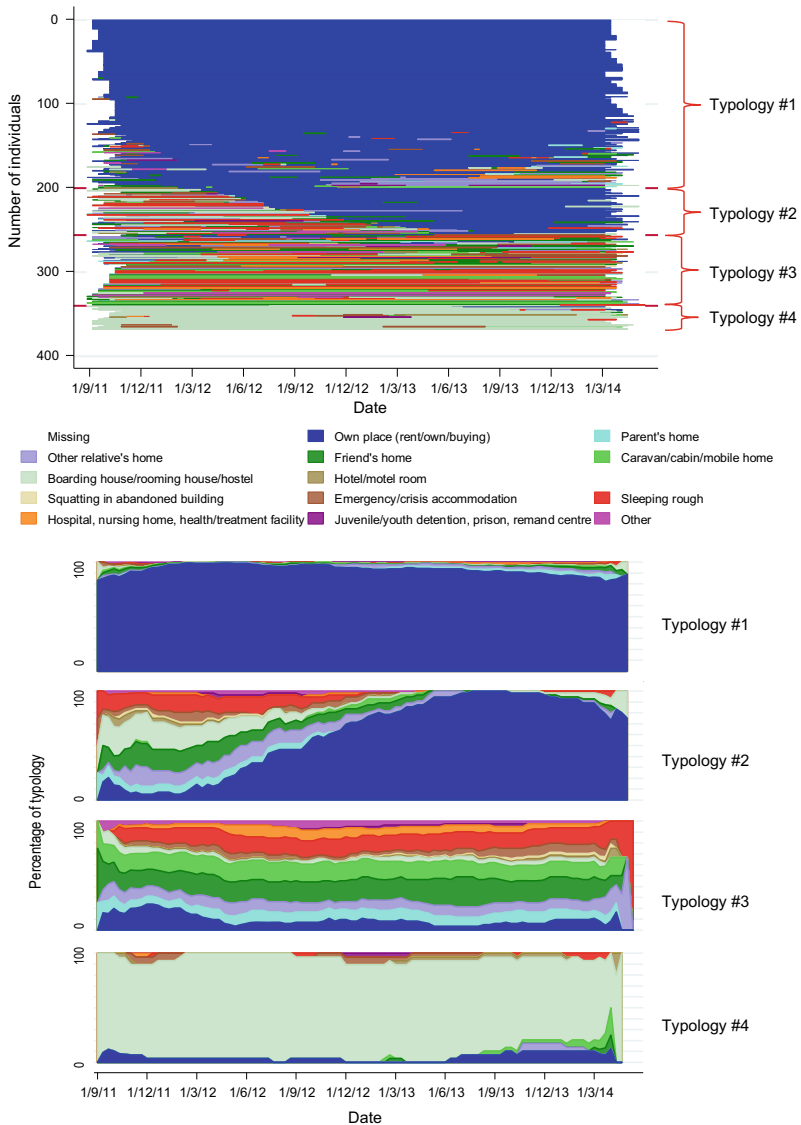 Number of individuals
0
100
200
300
400
Typology #1
Typology #2
Typology #3
Typology #4
1/9/11 1/12/11 1/3/12 1/6/12 1/9/12 1/12/12 1/3/13 1/6/13 1/9/13 1/12/13 1/3/14
Date
Missing Own place (rent/own/buying) Parent's home
Other relative's home Friend's home Caravan/cabin/mobile home
Boarding house/rooming house/hostel Hotel/motel room
Squatting in abandoned building Emergency/crisis accommodation Sleeping rough
Hospital, nursing home, health/treatment facility Juvenile/youth detention, prison, remand centre Other
Percentage of typology
100
0
Typology #1
100
0
Typology #2
100
0
Typology #3
100
0
Typology #4
1/9/11 1/12/11 1/3/12 1/6/12 1/9/12 1/12/12 1/3/13 1/6/13 1/9/13 1/12/13 1/3/14
Date